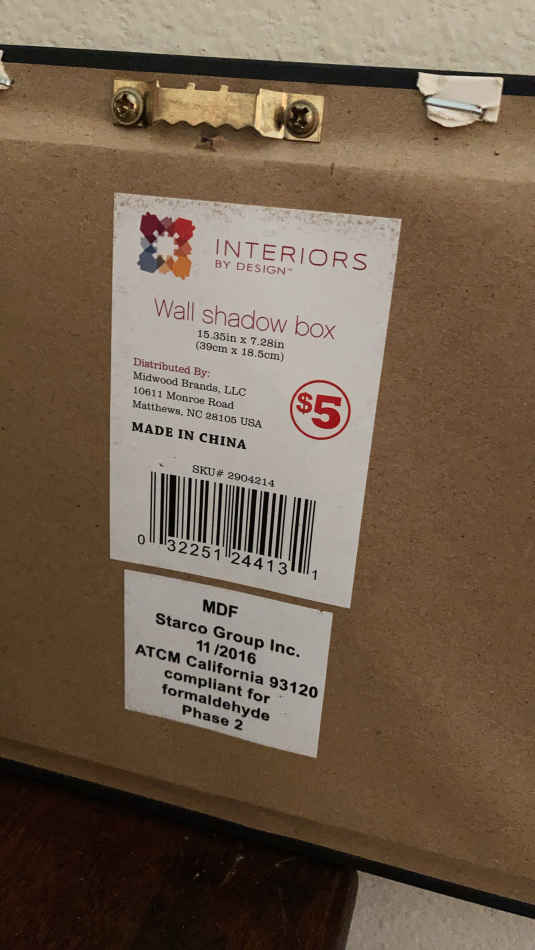 INTERIORS
BY DESIGN™
Wall shadow box
15.35in x 7.28in
(39cm x 18.5cm)
Distributed By:
Midwood Brands, LLC
10611 Monroe Road
Matthews, NC 28105 USA
MADE IN CHINA
$5
SKU# 2904214
0 32251 24413 1
MDF
Starco Group Inc.
11/2016
ATCM California 93120
compliant for
formaldehyde
Phase 2